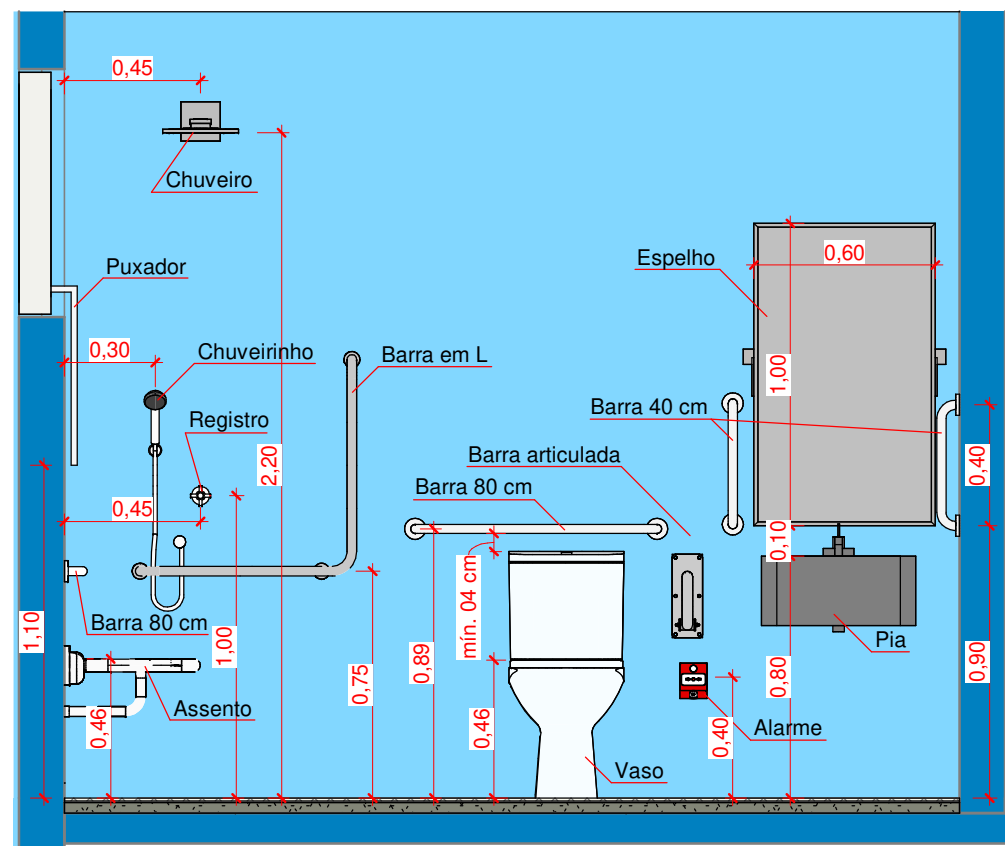 0,45
Chuveiro
Puxador
Espelho
0,60
0,30
Chuveirinho
Barra em L
1,00
Registro
Barra 40 cm
2,20
Barra articulada
0,40
Barra 80 cm
0,45
0,10
mín. 04 cm
Barra 80 cm
1,10
1,00
0,89
Pia
0,75
0,80
0,90
Assento
0,46
0,46
0,40
Alarme
Vaso